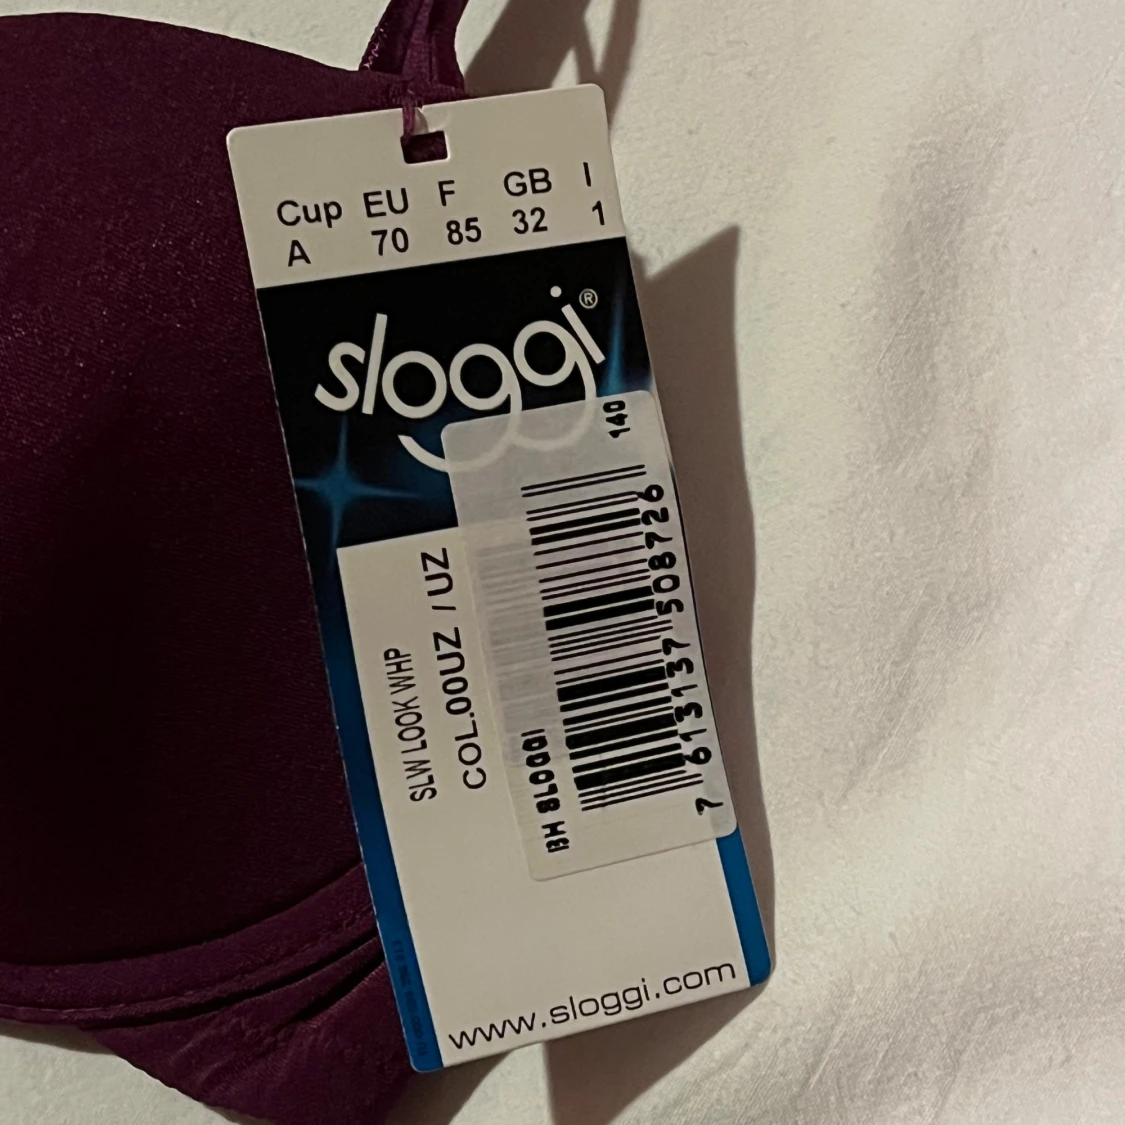 Cup EU F GB I
A 70 85 32 1
sloggi®
140
7 613137 508726
BH SLOGGI
COL.00UZ / UZ
SLW LOOK WHP
www.sloggi.com